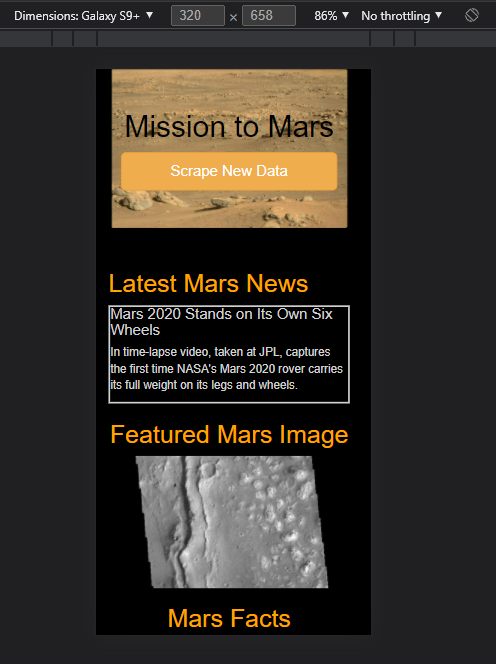 Dimensions: Galaxy S9+ ▼ 320 × 658 86% ▼ No throttling ▼
Mission to Mars
Scrape New Data
Latest Mars News
Mars 2020 Stands on Its Own Six
Wheels
In time-lapse video, taken at JPL, captures
the first time NASA's Mars 2020 rover carries
its full weight on its legs and wheels.
Featured Mars Image
Mars Facts